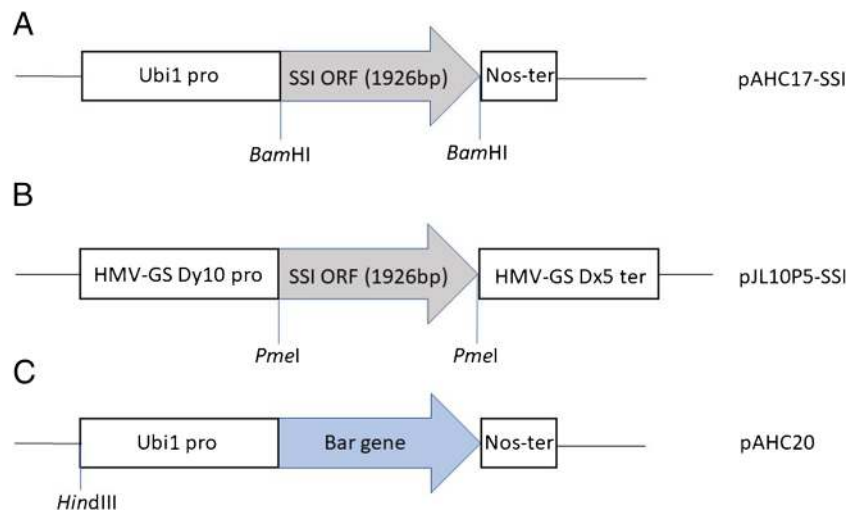 A
Ubi1 pro SSI ORF (1926bp) Nos-ter pAHC17-SSI
BamHI BamHI
B
HMV-GS Dy10 pro SSI ORF (1926bp) HMV-GS Dx5 ter pJL10P5-SSI
PmeI PmeI
C
Ubi1 pro Bar gene Nos-ter pAHC20
HindIII